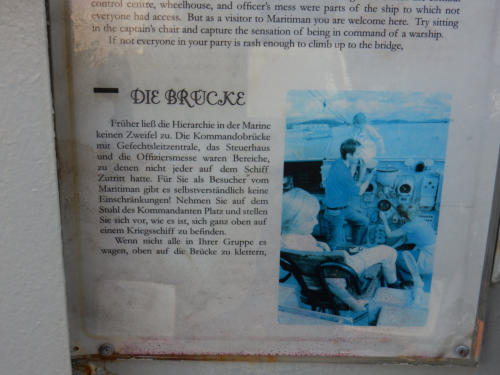 control centre, wheelhouse, and officer's mess were parts of the ship to which not
everyone had access. But as a visitor to Maritiman you are welcome here. Try sitting
in the captain's chair and capture the sensation of being in command of a warship.
If not everyone in your party is rash enough to climb up to the bridge,
DIE BRÜCKE
Früher ließ die Hierarchie in der Marine
keinen Zweifel zu. Die Kommandobrücke
mit Gefechtsleitzentrale, das Steuerhaus
und die Offiziersmesse waren Bereiche,
zu denen nicht jeder auf dem Schiff
Zutritt hatte. Für Sie als Besucher vom
Maritiman gibt es selbstverständlich keine
Einschränkungen! Nehmen Sie auf dem
Stuhl des Kommandanten Platz und stellen
Sie sich vor, wie es ist, sich ganz oben auf
einem Kriegsschiff zu befinden.
Wenn nicht alle in Ihrer Gruppe es
wagen, oben auf die Brücke zu klettern,